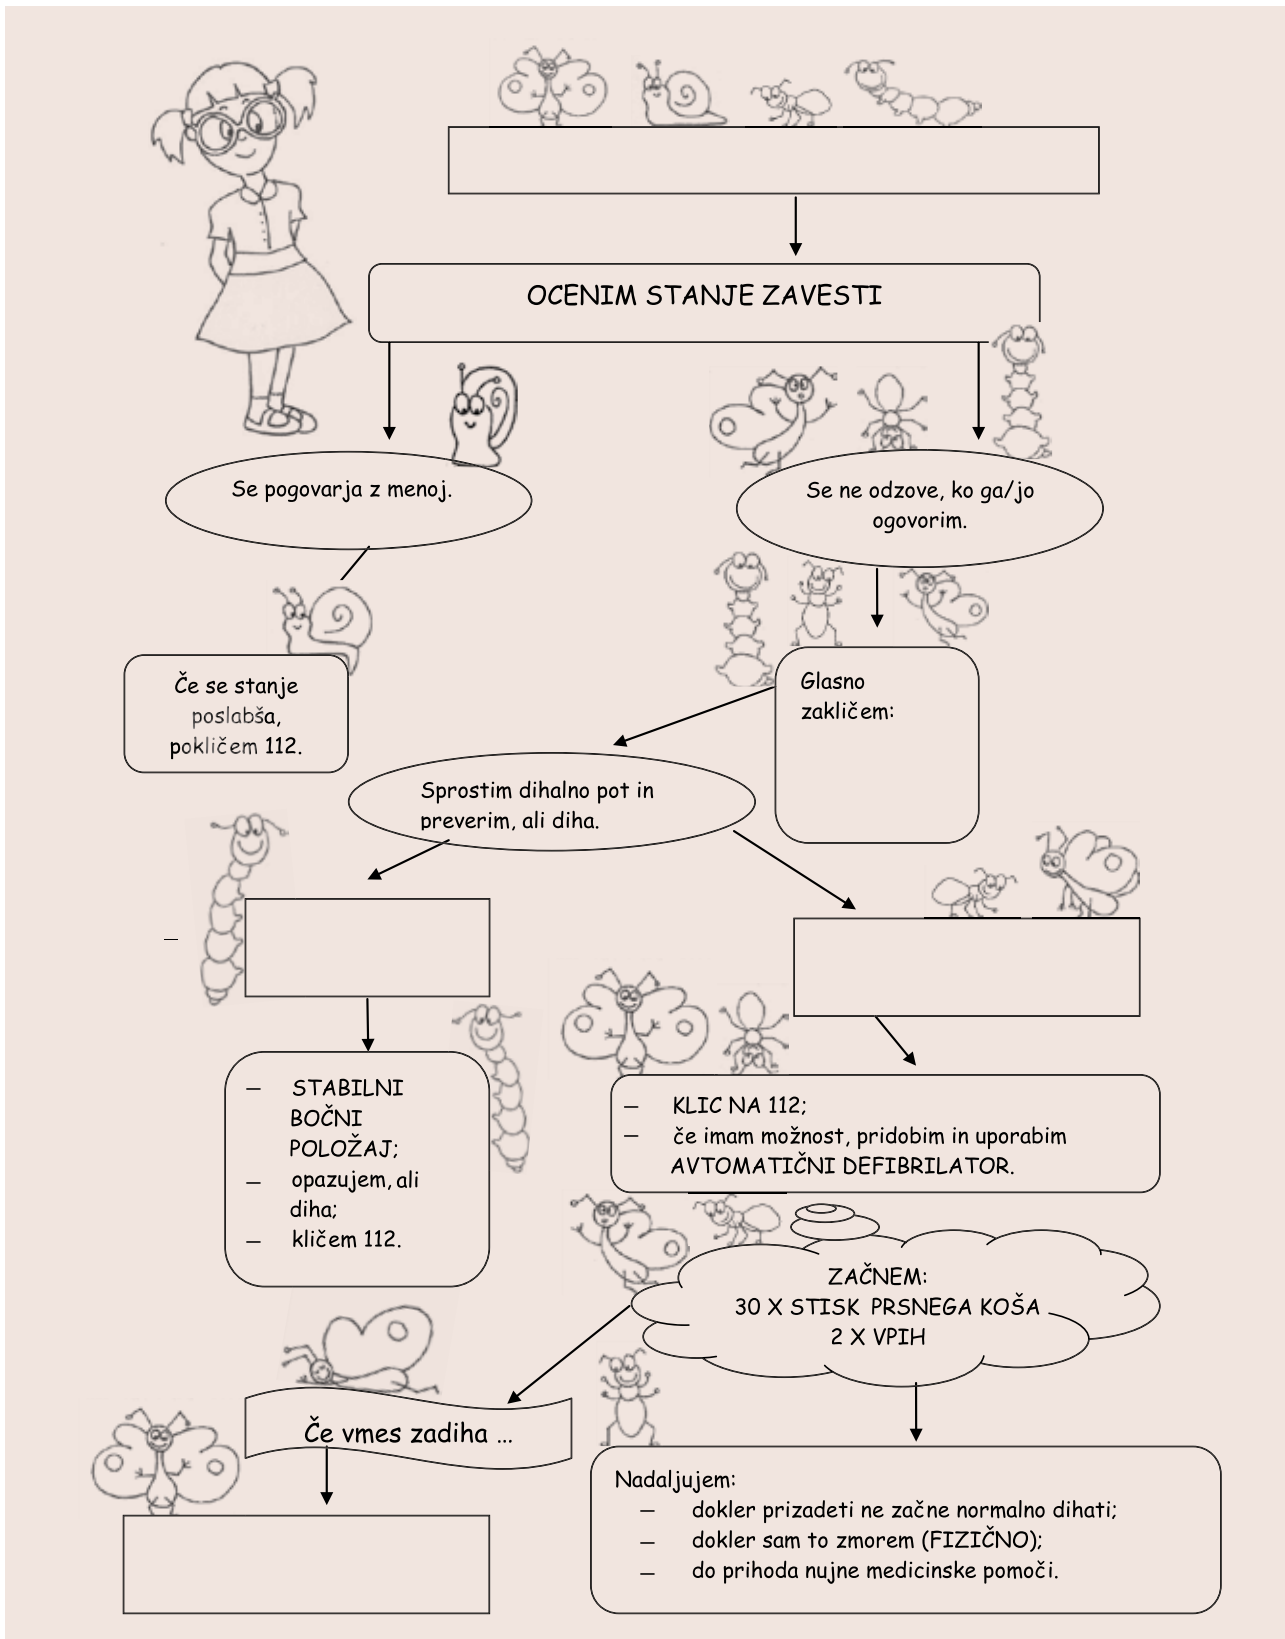 OCENIM STANJE ZAVESTI
Se pogovarja z menoj.
Se ne odzove, ko ga/jo
ogovorim.
Če se stanje
poslabša,
pokličem 112.
Glasno
zakličem:
Sprostim dihalno pot in
preverim, ali diha.
–
– STABILNI
BOČNI
POLOŽAJ;
– opazujem, ali
diha;
– kličem 112.
– KLIC NA 112;
– če imam možnost, pridobim in uporabim
AVTOMATIČNI DEFIBRILATOR.
ZAČNEM:
30 X STISK PRSNEGA KOŠA
2 X VPIH
Če vmes zadiha ...
Nadaljujem:
– dokler prizadeti ne začne normalno dihati;
– dokler sam to zmorem (FIZIČNO);
– do prihoda nujne medicinske pomoči.